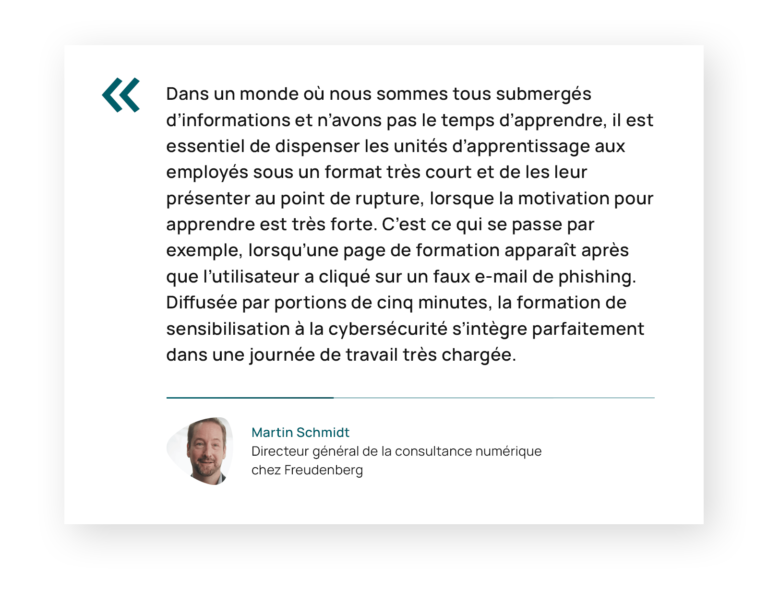 «
Dans un monde où nous sommes tous submergés
d’informations et n’avons pas le temps d’apprendre, il est
essentiel de dispenser les unités d’apprentissage aux
employés sous un format très court et de les leur
présenter au point de rupture, lorsque la motivation pour
apprendre est très forte. C’est ce qui se passe par
exemple, lorsqu’une page de formation apparaît après
que l’utilisateur a cliqué sur un faux e-mail de phishing.
Diffusée par portions de cinq minutes, la formation de
sensibilisation à la cybersécurité s’intègre parfaitement
dans une journée de travail très chargée.
Martin Schmidt
Directeur général de la consultance numérique
chez Freudenberg